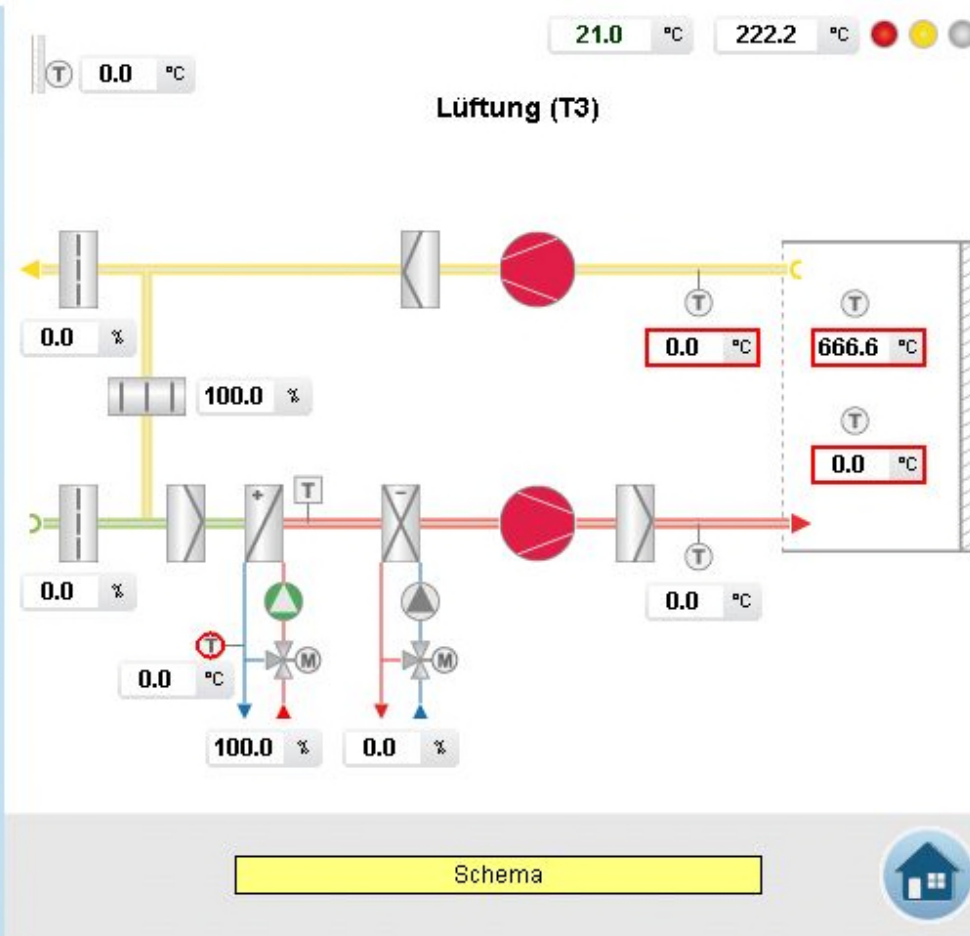 21.0 °C 222.2 °C
T 0.0 °C
Lüftung (T3)
T T
0.0 % 0.0 °C 666.6 °C
100.0 %
T
0.0 °C
+ T −
T
0.0 % 0.0 °C
T M M
0.0 °C
100.0 % 0.0 %
Schema